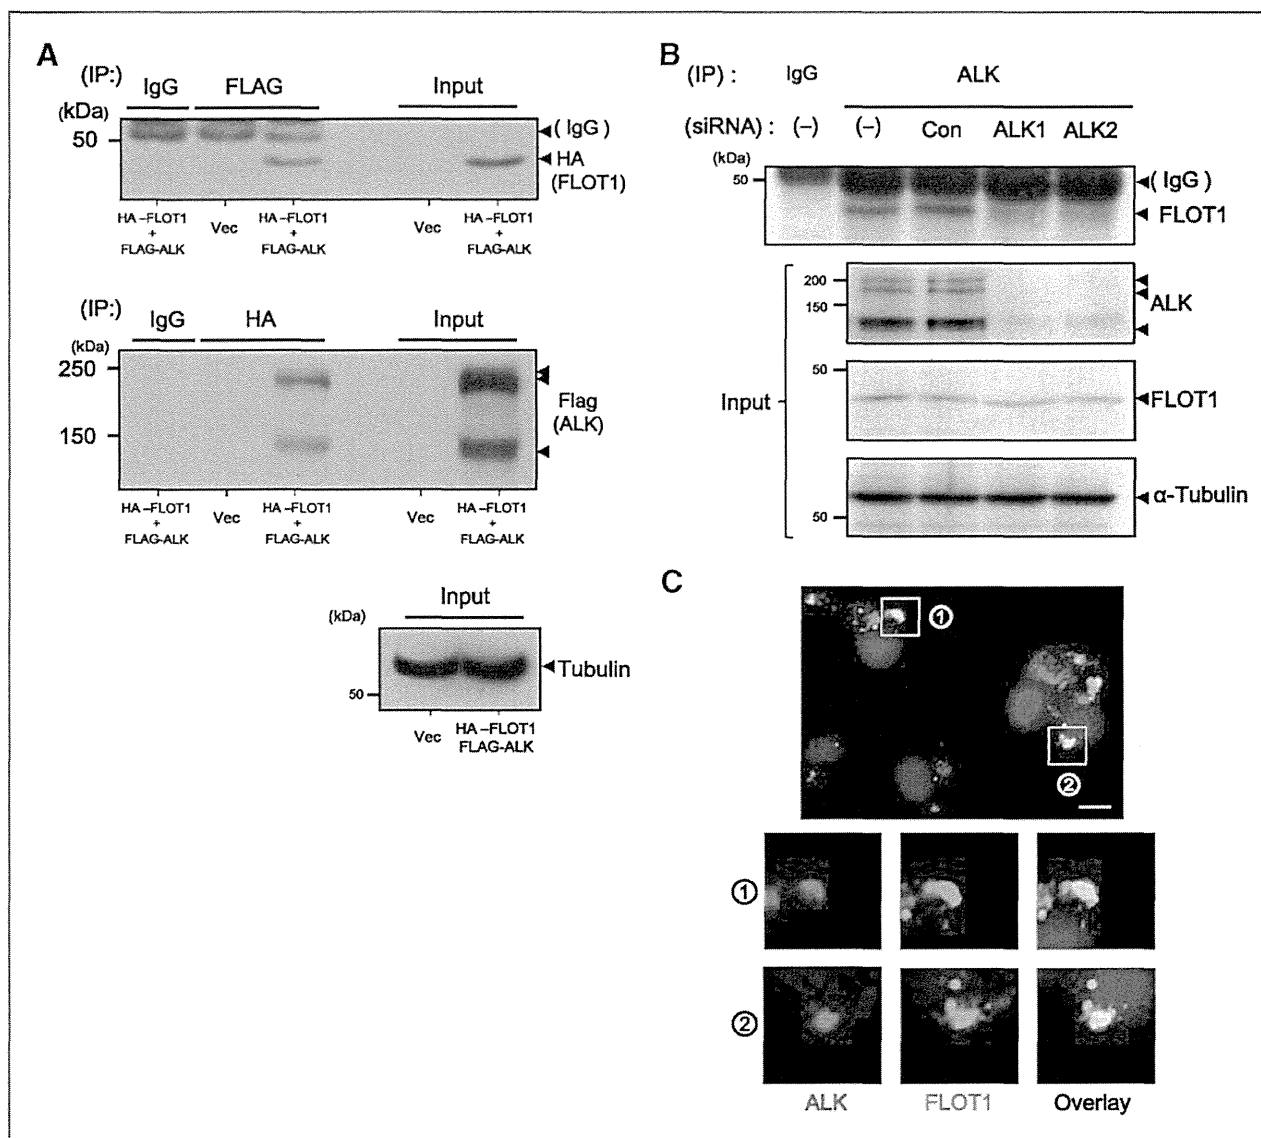 A
(IP:)
IgG FLAG Input
(kDa)
50
( IgG )
HA
(FLOT1)
HA–FLOT1 Vec HA–FLOT1 Vec HA–FLOT1
+ + +
FLAG-ALK FLAG-ALK FLAG-ALK
(IP:)
IgG HA Input
(kDa)
250
150
Flag
(ALK)
HA–FLOT1 Vec HA–FLOT1 Vec HA–FLOT1
+ + +
FLAG-ALK FLAG-ALK FLAG-ALK
Input
(kDa)
50
Tubulin
Vec HA–FLOT1
FLAG-ALK
B
(IP) : IgG ALK
(siRNA) : (–) (–) Con ALK1 ALK2
(kDa)
50
( IgG )
FLOT1
Input
200
150
ALK
50
FLOT1
α-Tubulin
50
C
①
②
①
②
ALK FLOT1 Overlay